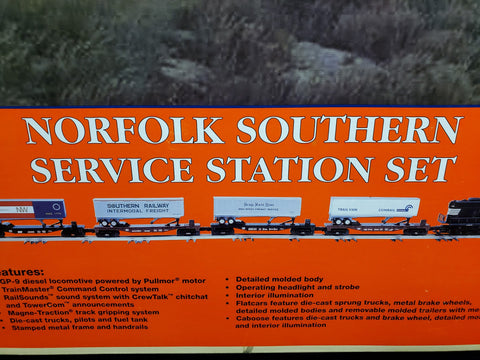 NORFOLK SOUTHERN
SERVICE STATION SET
NW
SOUTHERN RAILWAY
INTERMODAL FREIGHT
TRAIL VAN CONRAIL
eatures:
GP-9 diesel locomotive powered by Pullmor® motor
TrainMaster® Command Control system
RailSounds™ sound system with CrewTalk™ chitchat
and TowerCom™ announcements
• Magne-Traction® track gripping system
• Die-cast trucks, pilots and fuel tank
• Stamped metal frame and handrails
• Detailed molded body
• Operating headlight and strobe
• Interior illumination
• Flatcars feature die-cast sprung trucks, metal brake wheels,
detailed molded bodies and removable molded trailers with me
• Caboose features die-cast trucks and brake wheel, detailed mo
and interior illumination